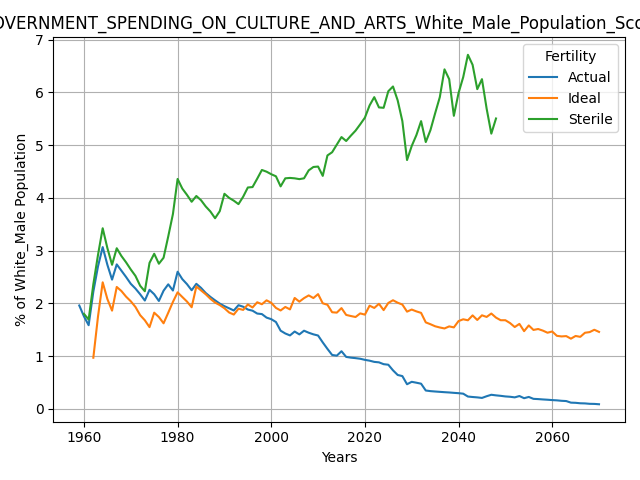 OVERNMENT_SPENDING_ON_CULTURE_AND_ARTS_White_Male_Population_Sco
7
6
5
4
3
2
1
0
% of White_Male Population
Fertility
Actual
Ideal
Sterile
1960 1980 2000 2020 2040 2060
Years